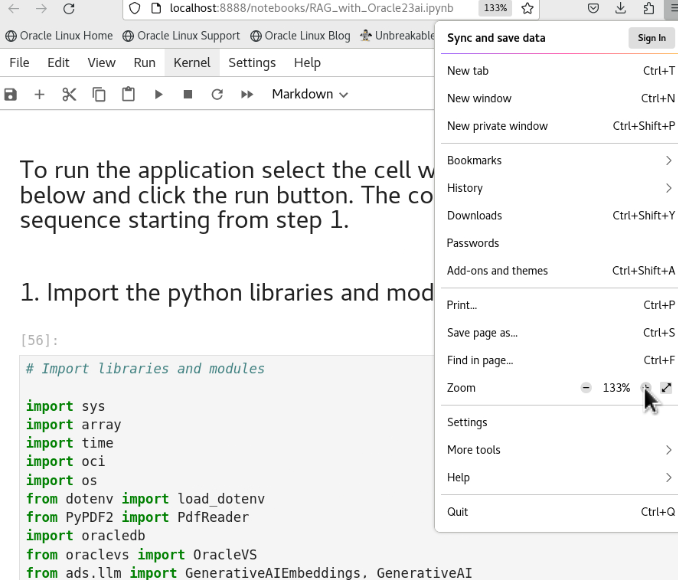 localhost:8888/notebooks/RAG_with_Oracle23ai.ipynb 133%
Oracle Linux Home Oracle Linux Support Oracle Linux Blog Unbreakable
File Edit View Run Kernel Settings Help
Markdown
To run the application select the cell w
below and click the run button. The co
sequence starting from step 1.
1. Import the python libraries and mod
[56]:
# Import libraries and modules
import sys
import array
import time
import oci
import os
from dotenv import load_dotenv
from PyPDF2 import PdfReader
import oracledb
from oraclevs import OracleVS
from ads.llm import GenerativeAIEmbeddings, GenerativeAI
Sync and save data Sign In
New tab Ctrl+T
New window Ctrl+N
New private window Ctrl+Shift+P
Bookmarks
History
Downloads Ctrl+Shift+Y
Passwords
Add-ons and themes Ctrl+Shift+A
Print... Ctrl+P
Save page as... Ctrl+S
Find in page... Ctrl+F
Zoom 133%
Settings
More tools
Help
Quit Ctrl+Q